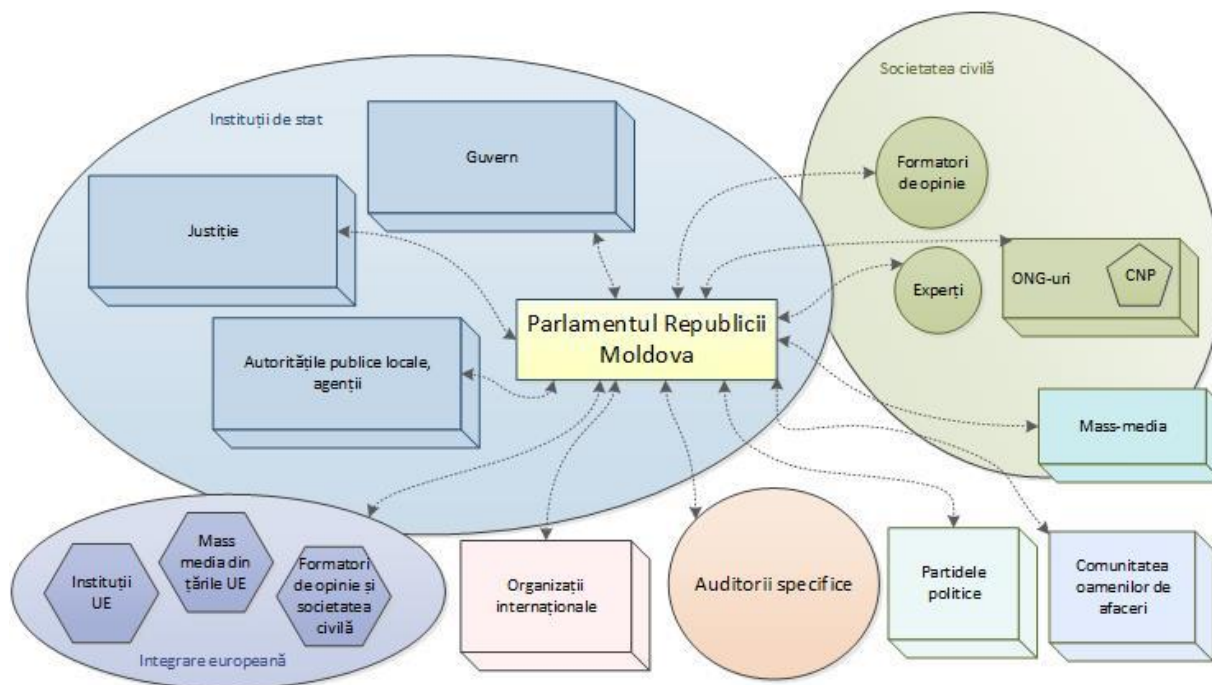 Instituții de stat
Guvern
Justiție
Autoritățile publice locale,
agenții
Parlamentul Republicii
Moldova
Societatea civilă
Formatori
de opinie
Experți
ONG-uri
CNP
Mass-media
Instituții
UE
Mass
media din
țările UE
Formatori
de opinie și
societatea
civilă
Integrare europeană
Organizații
internaționale
Auditorii specifice
Partidele
politice
Comunitatea
oamenilor de
afaceri